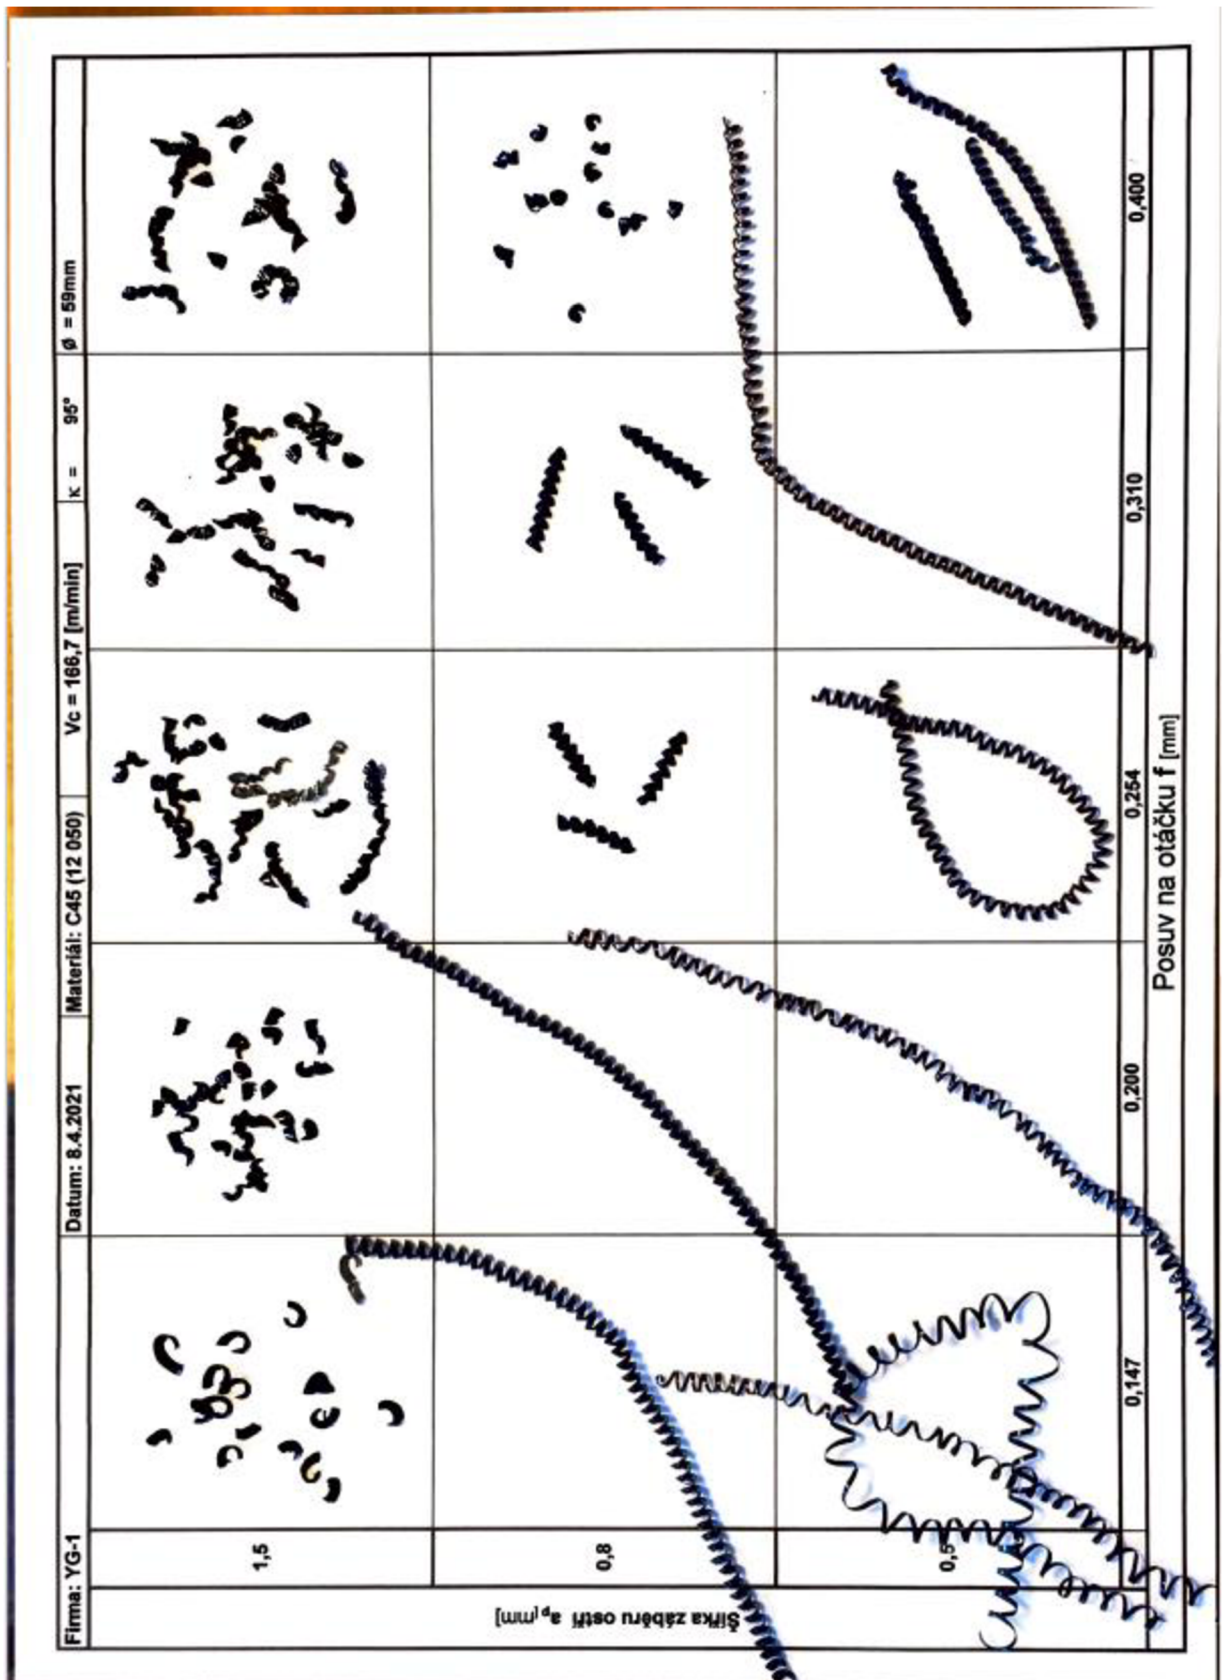 Firma: YG-1 Datum: 8.4.2021 Materiál: C45 (12 050) Vc = 166,7 [m/min] κ = 95° Ø = 59mm
Šířka záběru ostří ap [mm]
1,5
0,8
0,147 0,200 0,254 0,310 0,400
Posuv na otáčku f [mm]